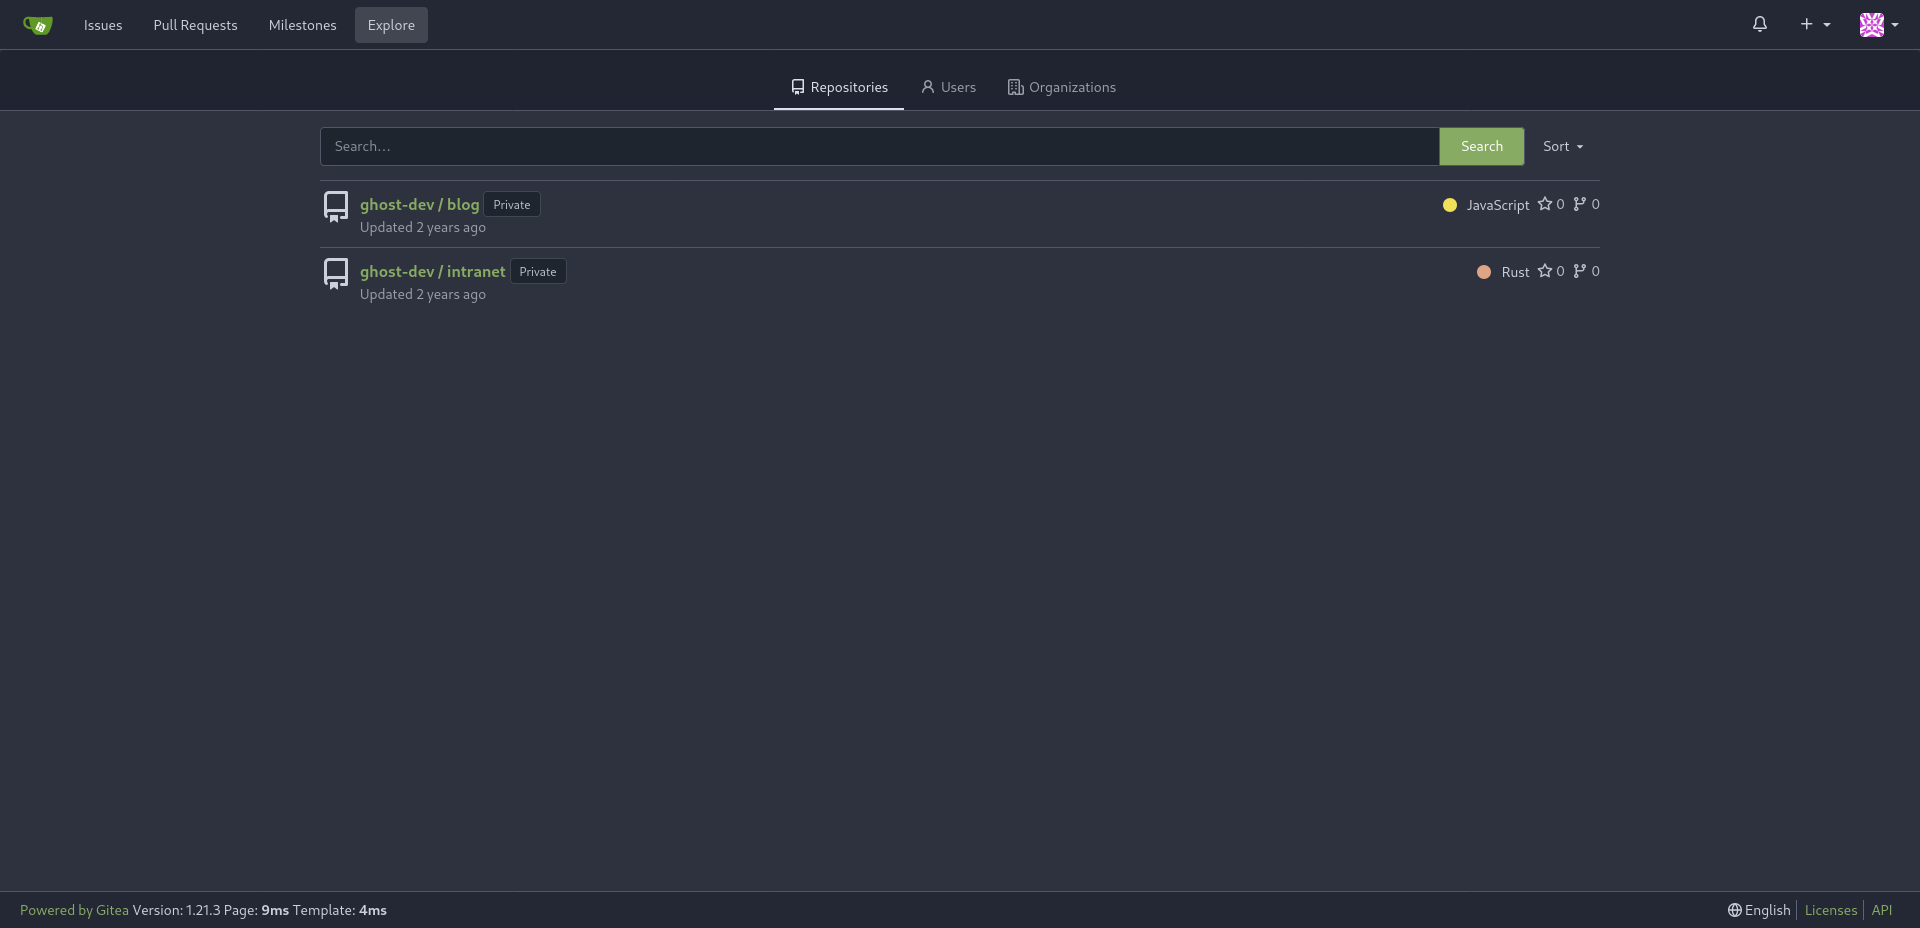 Issues Pull Requests Milestones Explore
Repositories Users Organizations
Search... Search Sort
ghost-dev / blog Private JavaScript 0 0
Updated 2 years ago
ghost-dev / intranet Private Rust 0 0
Updated 2 years ago
Powered by Gitea Version: 1.21.3 Page: 9ms Template: 4ms English Licenses API